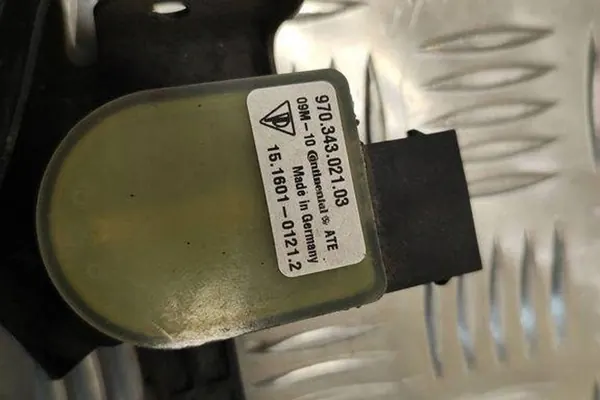 970.343.021.03
09M-10 Continental ATE
Made in Germany
15.1601-0121.2